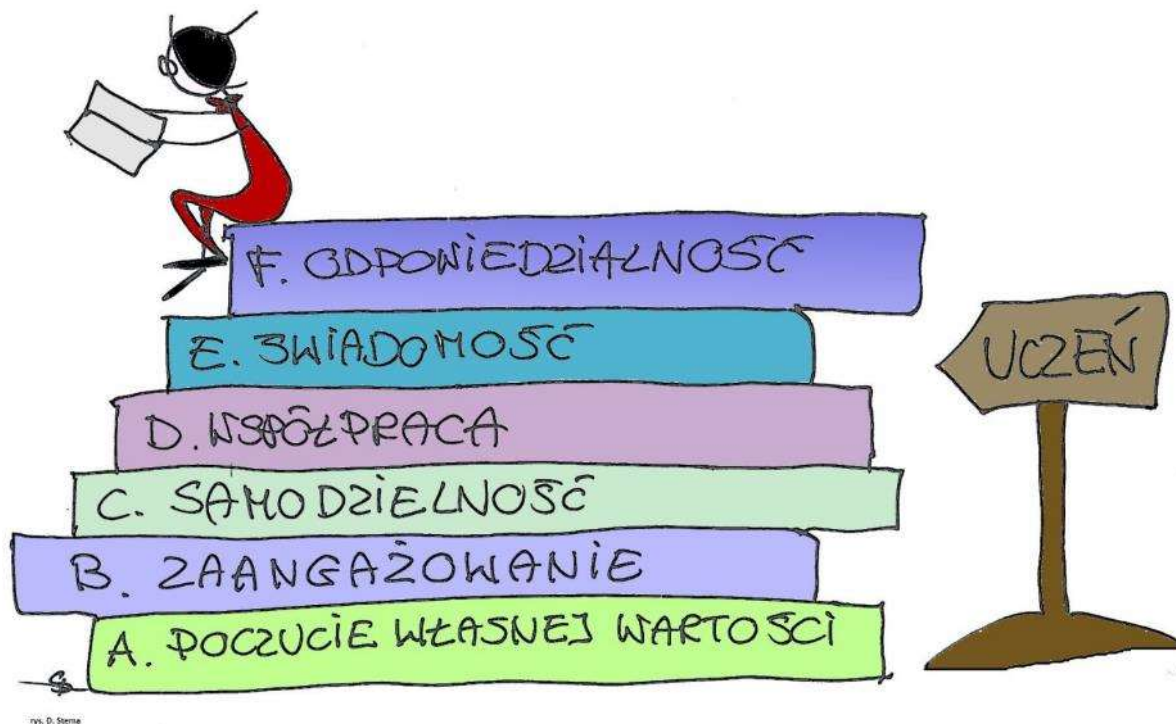 F. ODPOWIEDZIALNOŚĆ
E. ŚWIADOMOŚĆ
UCZEŃ
D. WSPÓŁPRACA
C. SAMODZIELNOŚĆ
B. ZAANGAŻOWANIE
A. POCZUCIE WŁASNEJ WARTOŚCI
rys. D. Sterna